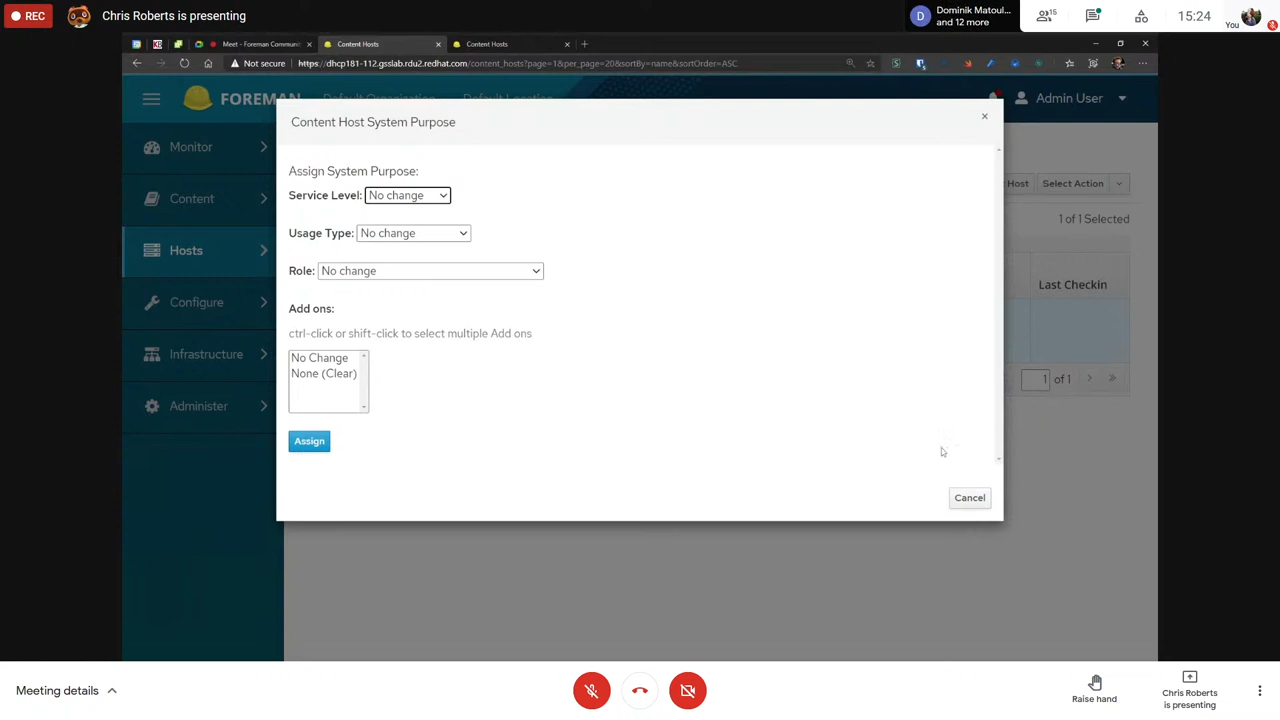 REC
Chris Roberts is presenting
D
Dominik Matoul...
and 12 more
15
15:24
You
Meet - Foreman Communi
Content Hosts
Content Hosts
Not secure
https://dhcp181-112.gsslab.rdu2.redhat.com/content_hosts?page=1&per_page=20&sortBy=name&sortOrder=ASC
FOREMAN
Default Organization
Default Location
Admin User
Monitor
Content
Hosts
Configure
Infrastructure
Administer
Content Host System Purpose
×
Assign System Purpose:
Service Level: No change
Usage Type: No change
Role: No change
Add ons:
ctrl-click or shift-click to select multiple Add ons
No Change
None (Clear)
Assign
Cancel
Host
Select Action
1 of 1 Selected
Last Checkin
1 of 1
Meeting details
Raise hand
Chris Roberts
is presenting